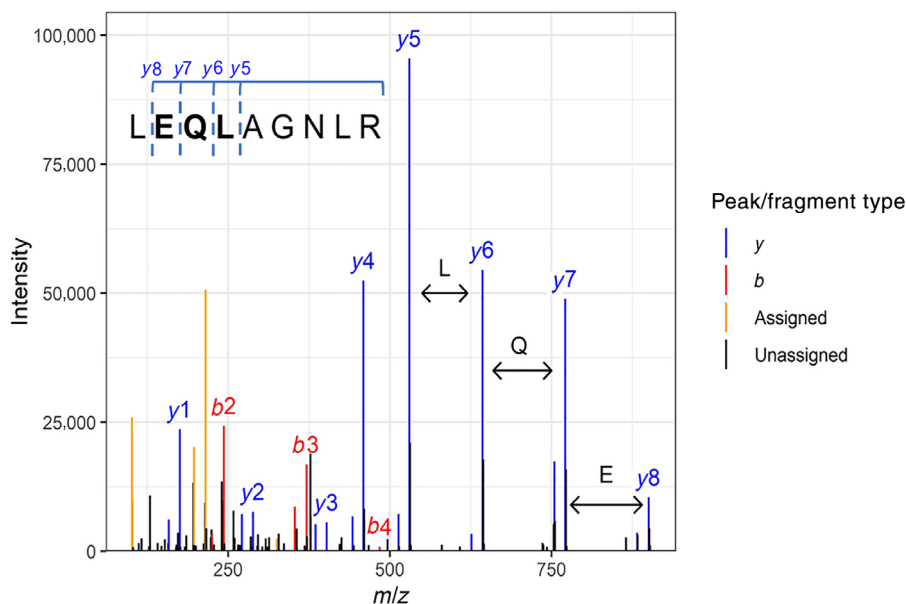 100,000
75,000
50,000
25,000
0
Intensity
y8 y7 y6 y5
LEQLAGNLR
y5
y4
y6
y7
L
Q
E
y8
y1
b2
b3
y2
y3
b4
250 500 750
m/z
Peak/fragment type
y
b
Assigned
Unassigned